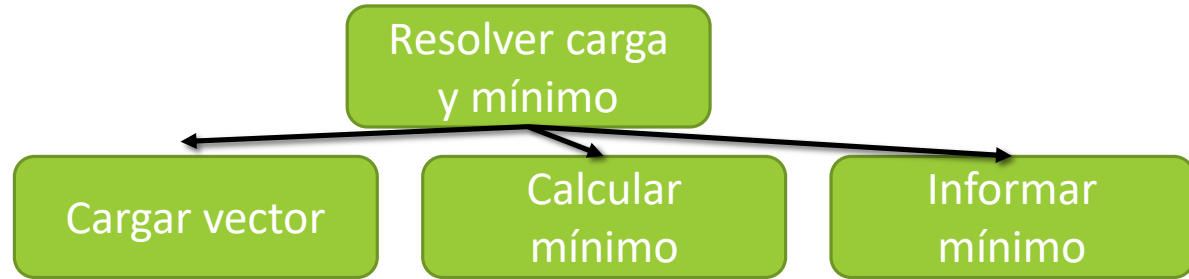 Resolver carga
y mínimo
Cargar vector
Calcular
mínimo
Informar
mínimo